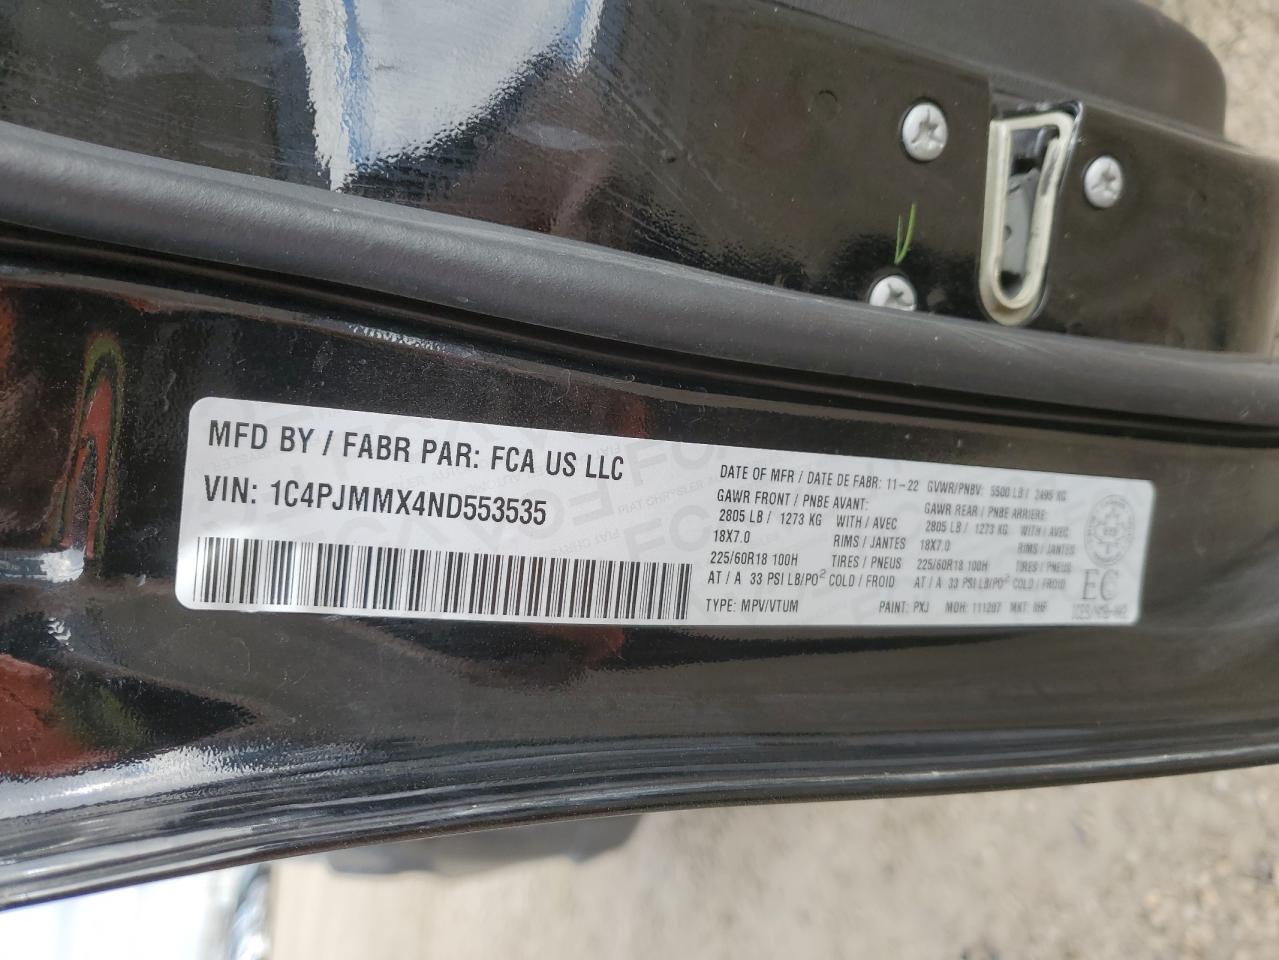 MFD BY / FABR PAR: FCA US LLC
VIN: 1C4PJMMX4ND553535
DATE OF MFR / DATE DE FABR: 11-22 GVWR/PNBV: 5500 LB / 2495 KG
GAWR FRONT / PNBE AVANT: GAWR REAR / PNBE ARRIERE:
2805 LB / 1273 KG WITH / AVEC 2805 LB / 1273 KG WITH / AVEC
18X7.0 RIMS / JANTES 18X7.0 RIMS / JANTES
225/60R18 100H TIRES / PNEUS 225/60R18 100H TIRES / PNEUS
AT / A 33 PSI LB/PO² COLD / FROID AT / A 33 PSI LB/PO² COLD / FROID
TYPE: MPV/VTUM PAINT: PXJ MDH: 111207 MKT:
EC